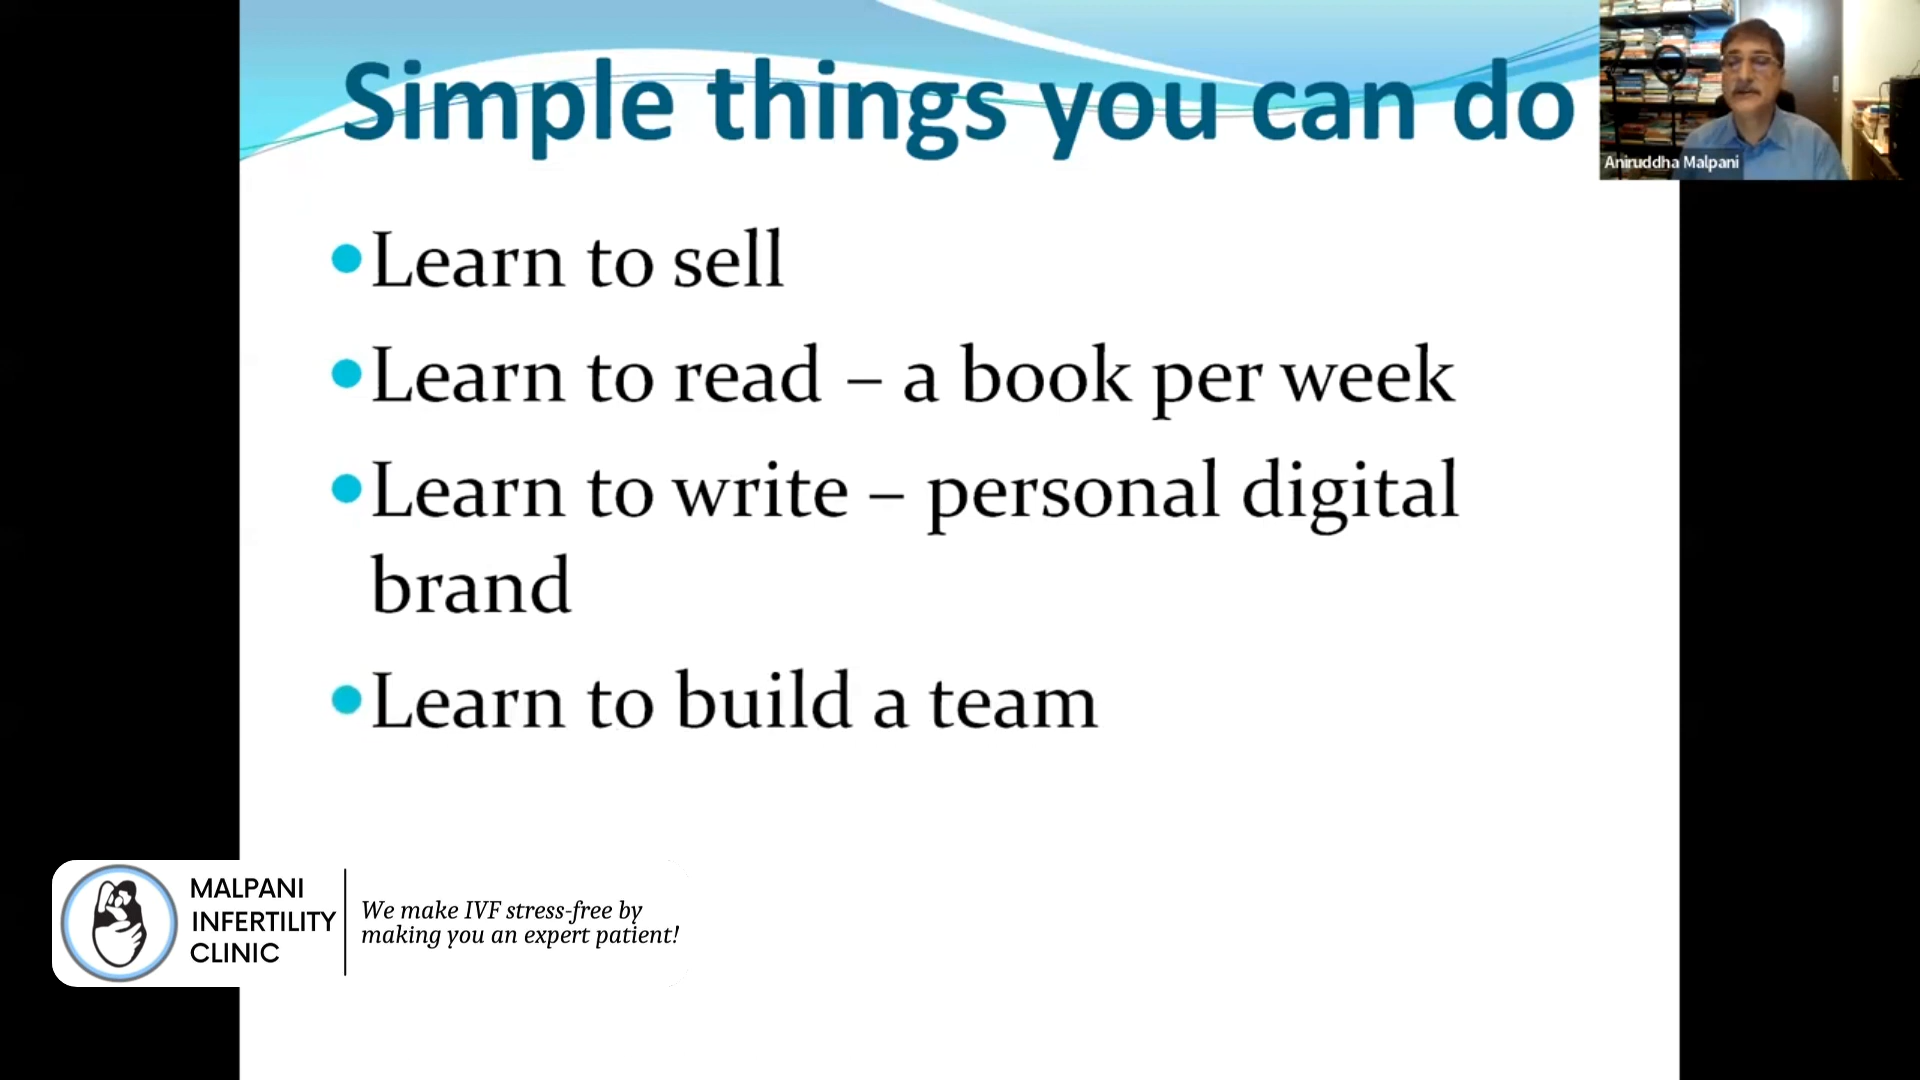 Simple things you can do
Aniruddha Malpani
•Learn to sell
•Learn to read – a book per week
•Learn to write – personal digital
brand
•Learn to build a team
MALPANI
INFERTILITY
CLINIC
We make IVF stress-free by
making you an expert patient!